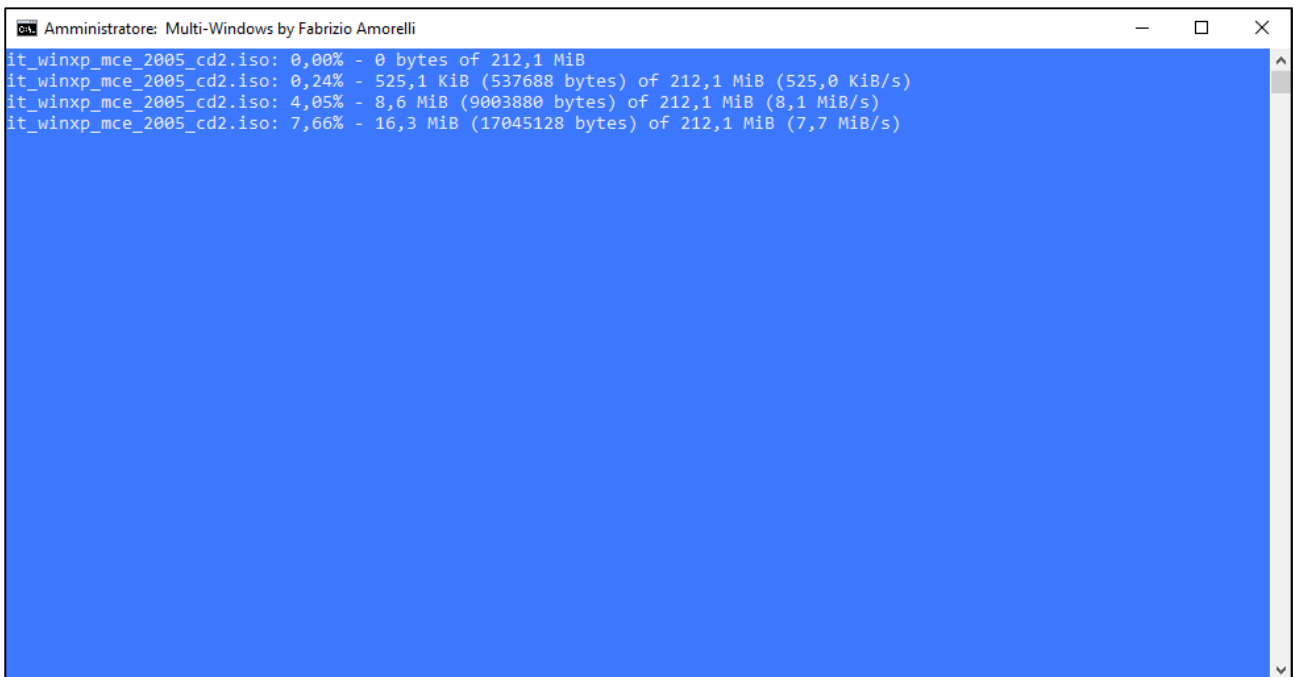 Amministratore: Multi-Windows by Fabrizio Amorelli
it_winxp_mce_2005_cd2.iso: 0,00% - 0 bytes of 212,1 MiB
it_winxp_mce_2005_cd2.iso: 0,24% - 525,1 KiB (537688 bytes) of 212,1 MiB (525,0 KiB/s)
it_winxp_mce_2005_cd2.iso: 4,05% - 8,6 MiB (9003880 bytes) of 212,1 MiB (8,1 MiB/s)
it_winxp_mce_2005_cd2.iso: 7,66% - 16,3 MiB (17045128 bytes) of 212,1 MiB (7,7 MiB/s)